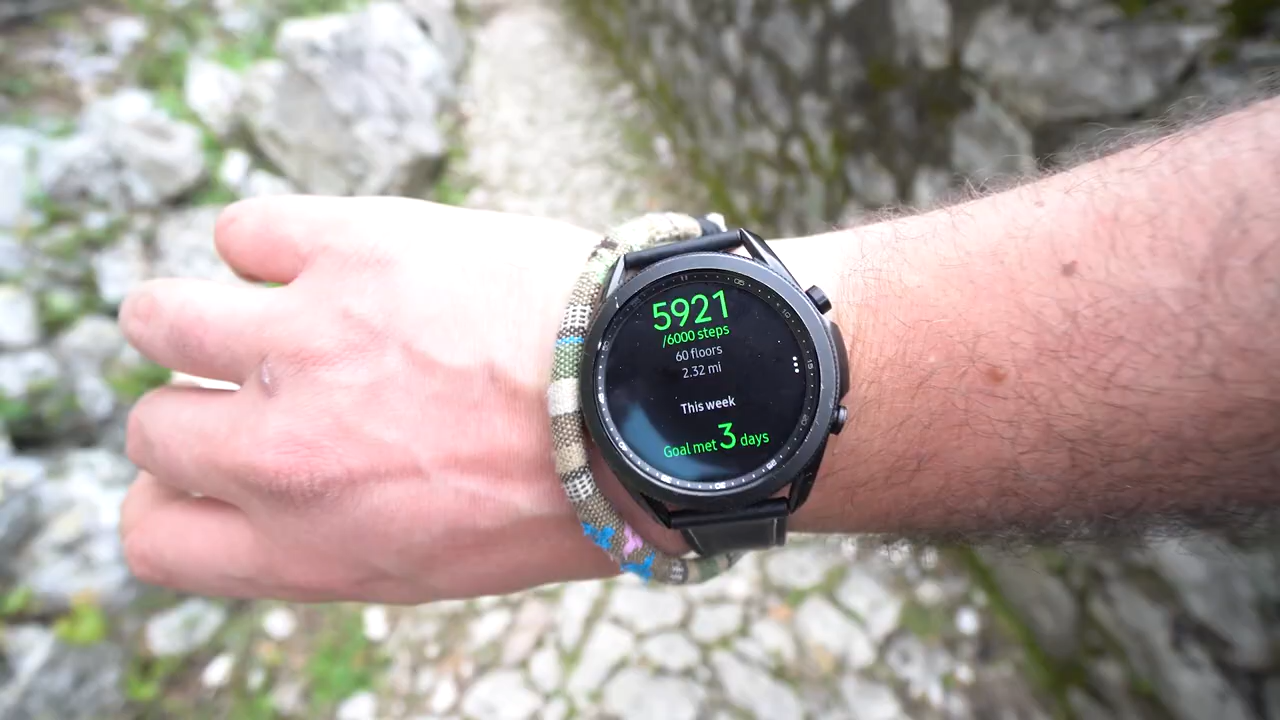 5921
/6000 steps
60 floors
2.32 mi
This week
Goal met 3 days